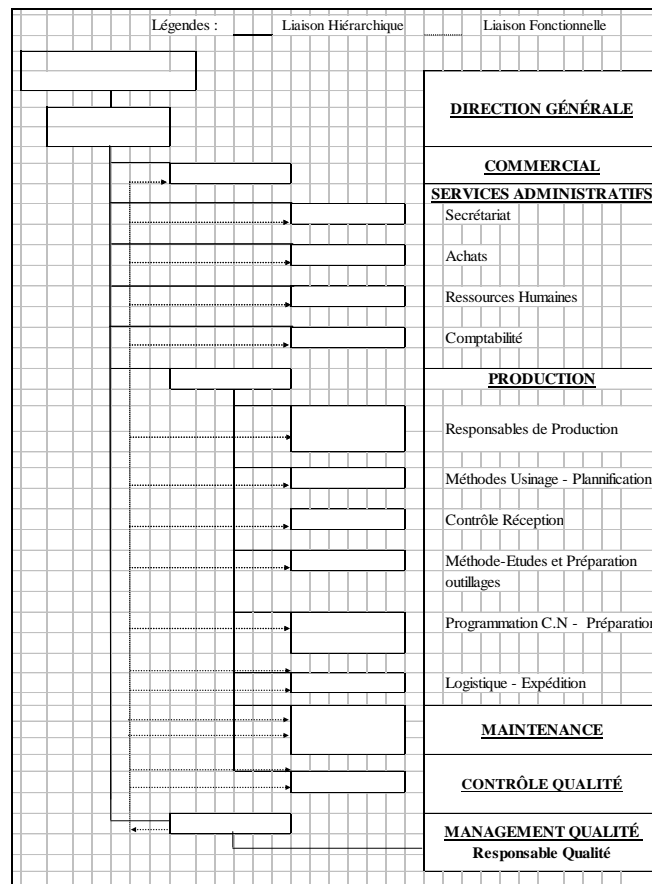 Légendes : Liaison Hiérarchique Liaison Fonctionnelle
DIRECTION GÉNÉRALE
COMMERCIAL
SERVICES ADMINISTRATIFS
Secrétariat
Achats
Ressources Humaines
Comptabilité
PRODUCTION
Responsables de Production
Méthodes Usinage - Plannification
Contrôle Réception
Méthode-Etudes et Préparation
outillages
Programmation C.N - Préparation
Logistique - Expédition
MAINTENANCE
CONTRÔLE QUALITÉ
MANAGEMENT QUALITÉ
Responsable Qualité